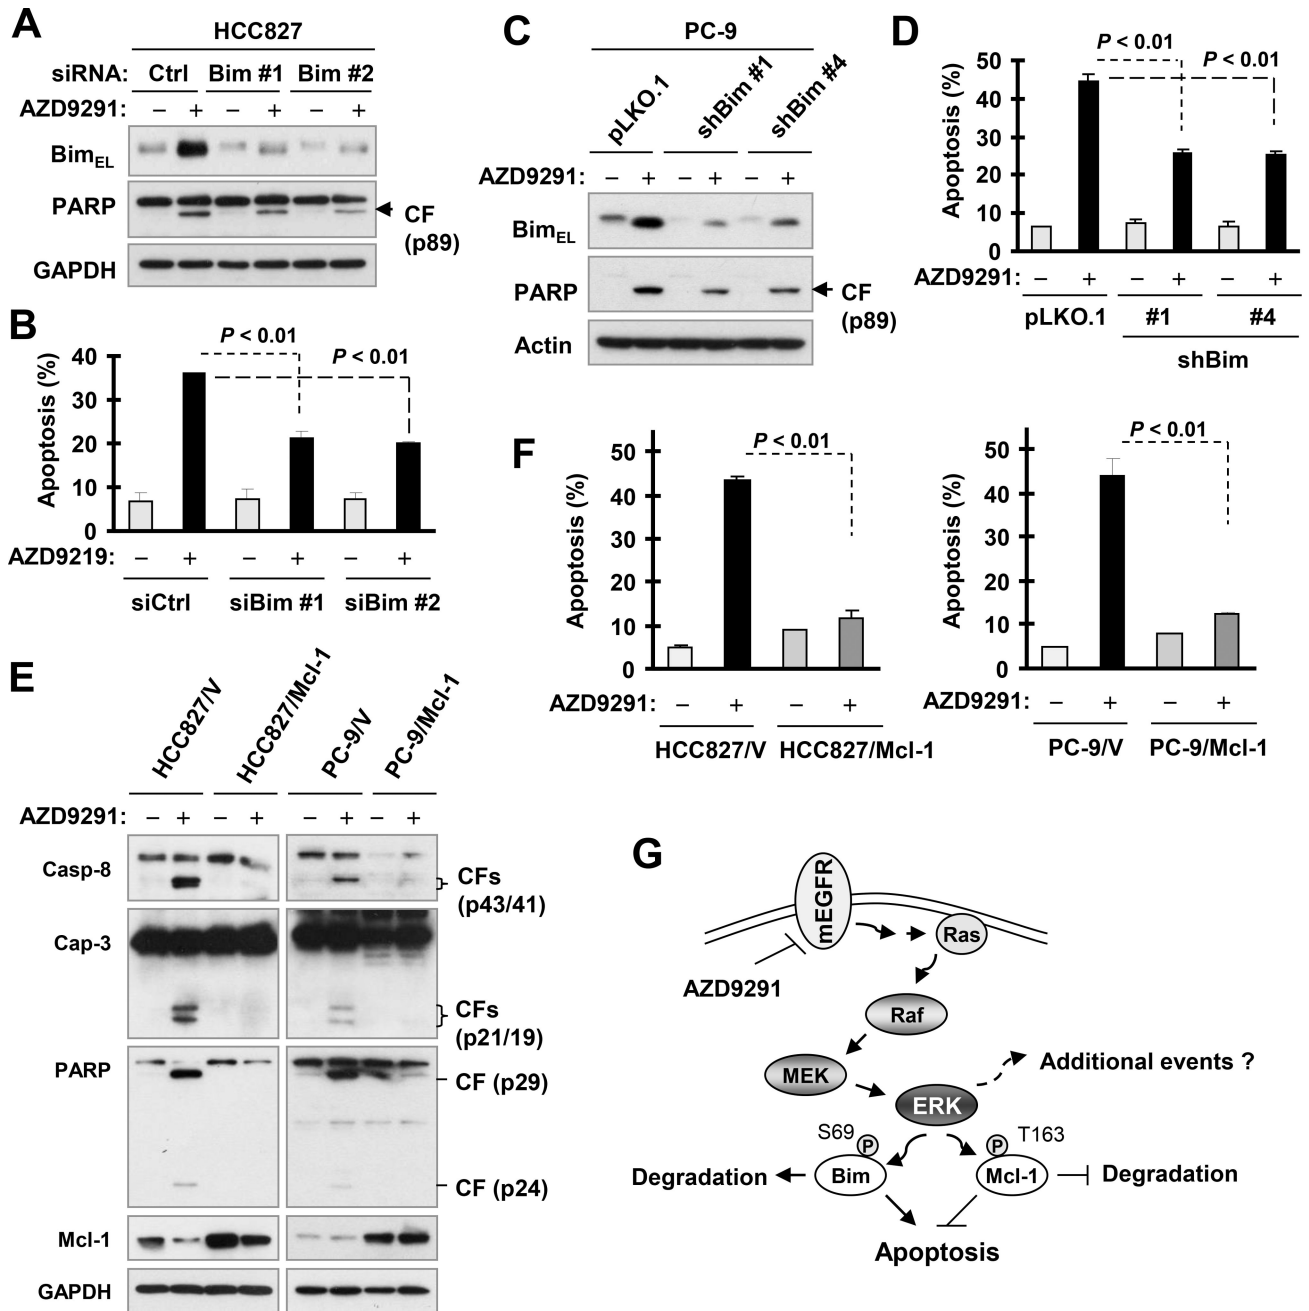 A
HCC827
siRNA: Ctrl Bim #1 Bim #2
AZD9291: – + – + – +
BimEL
PARP
CF
(p89)
GAPDH
B
P < 0.01
P < 0.01
Apoptosis (%)
40
30
20
10
0
AZD9219: – + – + – +
siCtrl siBim #1 siBim #2
C
PC-9
pLKO.1 shBim #1 shBim #4
AZD9291: – + – + – +
BimEL
PARP
CF
(p89)
Actin
D
P < 0.01
P < 0.01
Apoptosis (%)
50
40
30
20
10
0
AZD9291: – + – + – +
pLKO.1 #1 #4
shBim
E
HCC827/V HCC827/Mcl-1 PC-9/V PC-9/Mcl-1
AZD9291: – + – + – + – +
Casp-8
CFs
(p43/41)
Cap-3
CFs
(p21/19)
PARP
CF (p29)
CF (p24)
Mcl-1
GAPDH
F
P < 0.01
Apoptosis (%)
50
40
30
20
10
0
AZD9291: – + – +
HCC827/V HCC827/Mcl-1
P < 0.01
Apoptosis (%)
50
40
30
20
10
0
AZD9291: – + – +
PC-9/V PC-9/Mcl-1
G
mEGFR
Ras
AZD9291
Raf
MEK
Additional events ?
ERK
S69 P P T163
Degradation Bim Mcl-1 Degradation
Apoptosis